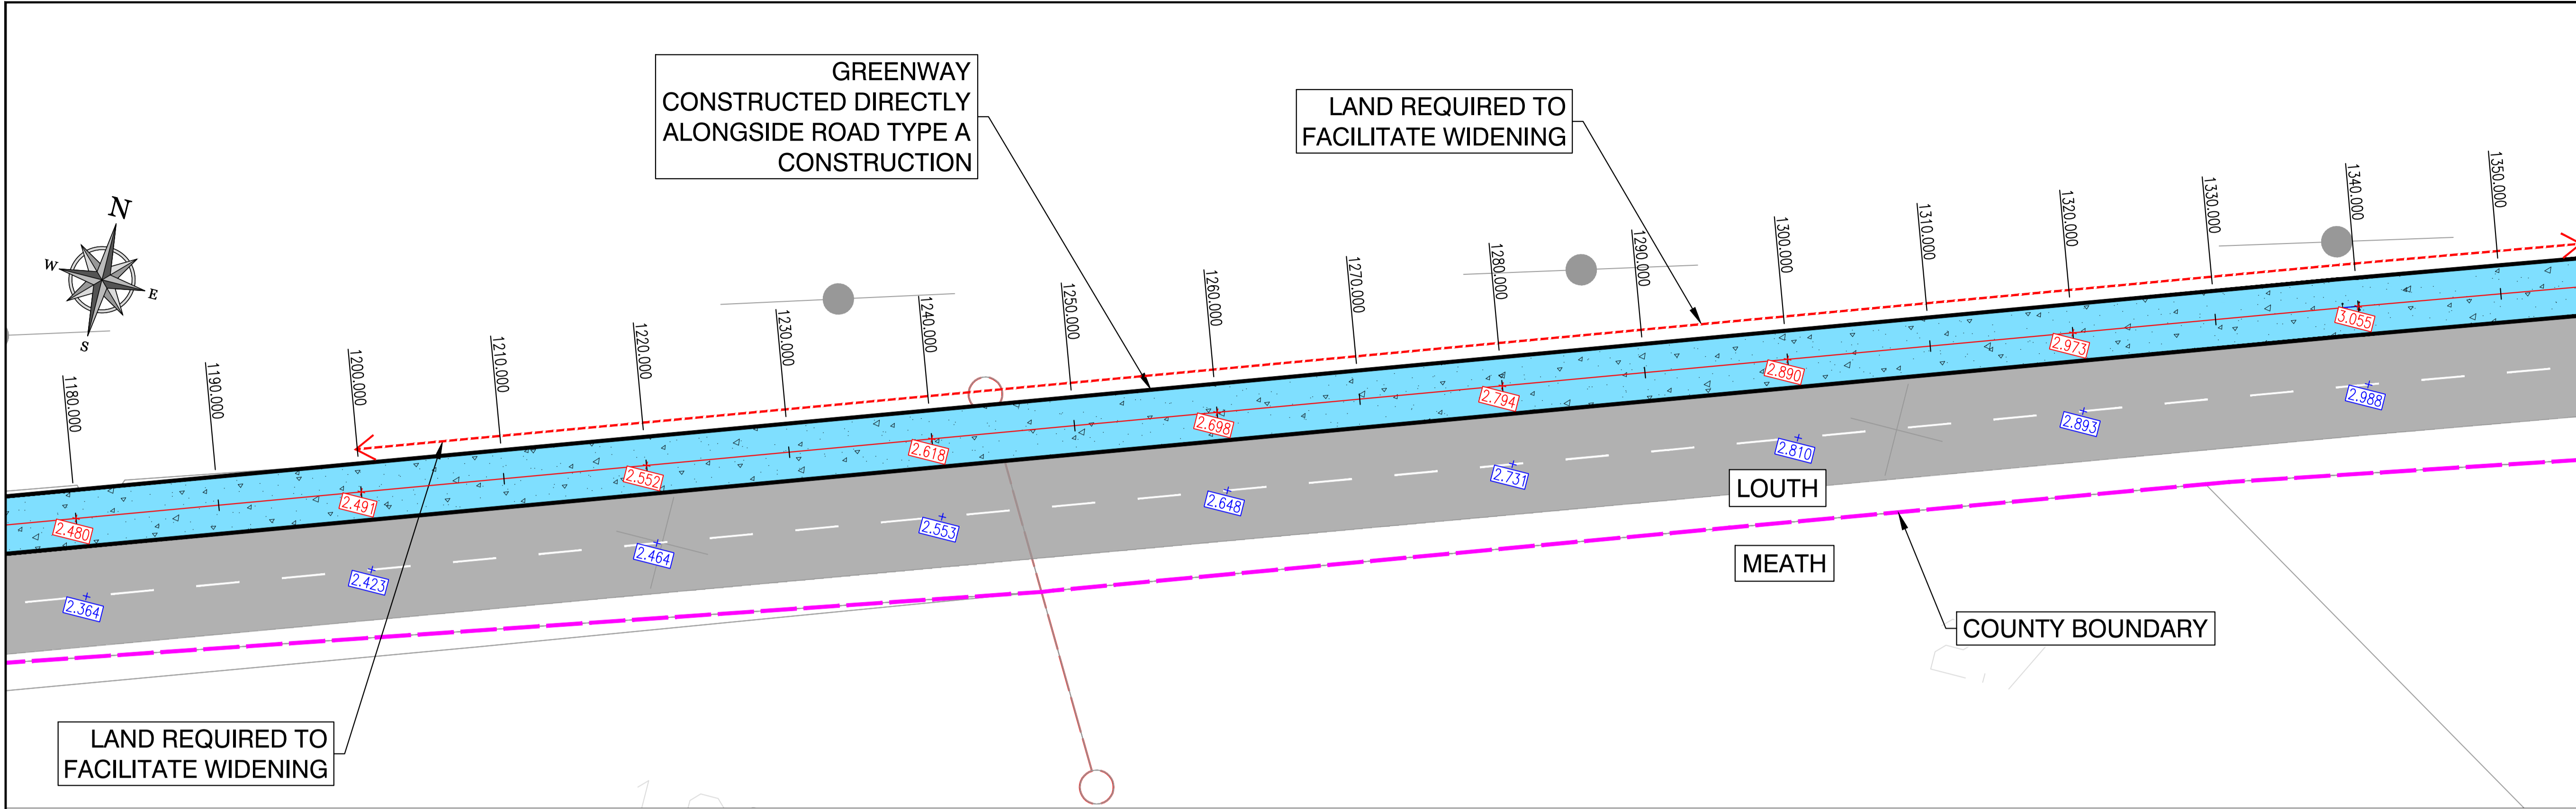 GREENWAY
CONSTRUCTED DIRECTLY
ALONGSIDE ROAD TYPE A
CONSTRUCTION
LAND REQUIRED TO
FACILITATE WIDENING
N
W
E
S
1180.000
1190.000
1200.000
1210.000
1220.000
1230.000
1240.000
1250.000
1260.000
1270.000
1280.000
1290.000
1300.000
1310.000
1320.000
1330.000
1340.000
1350.000
2.480
2.491
2.552
2.618
2.698
2.794
2.890
2.973
3.055
2.364
2.423
2.464
2.553
2.648
2.731
2.810
2.893
2.988
LOUTH
MEATH
COUNTY BOUNDARY
LAND REQUIRED TO
FACILITATE WIDENING